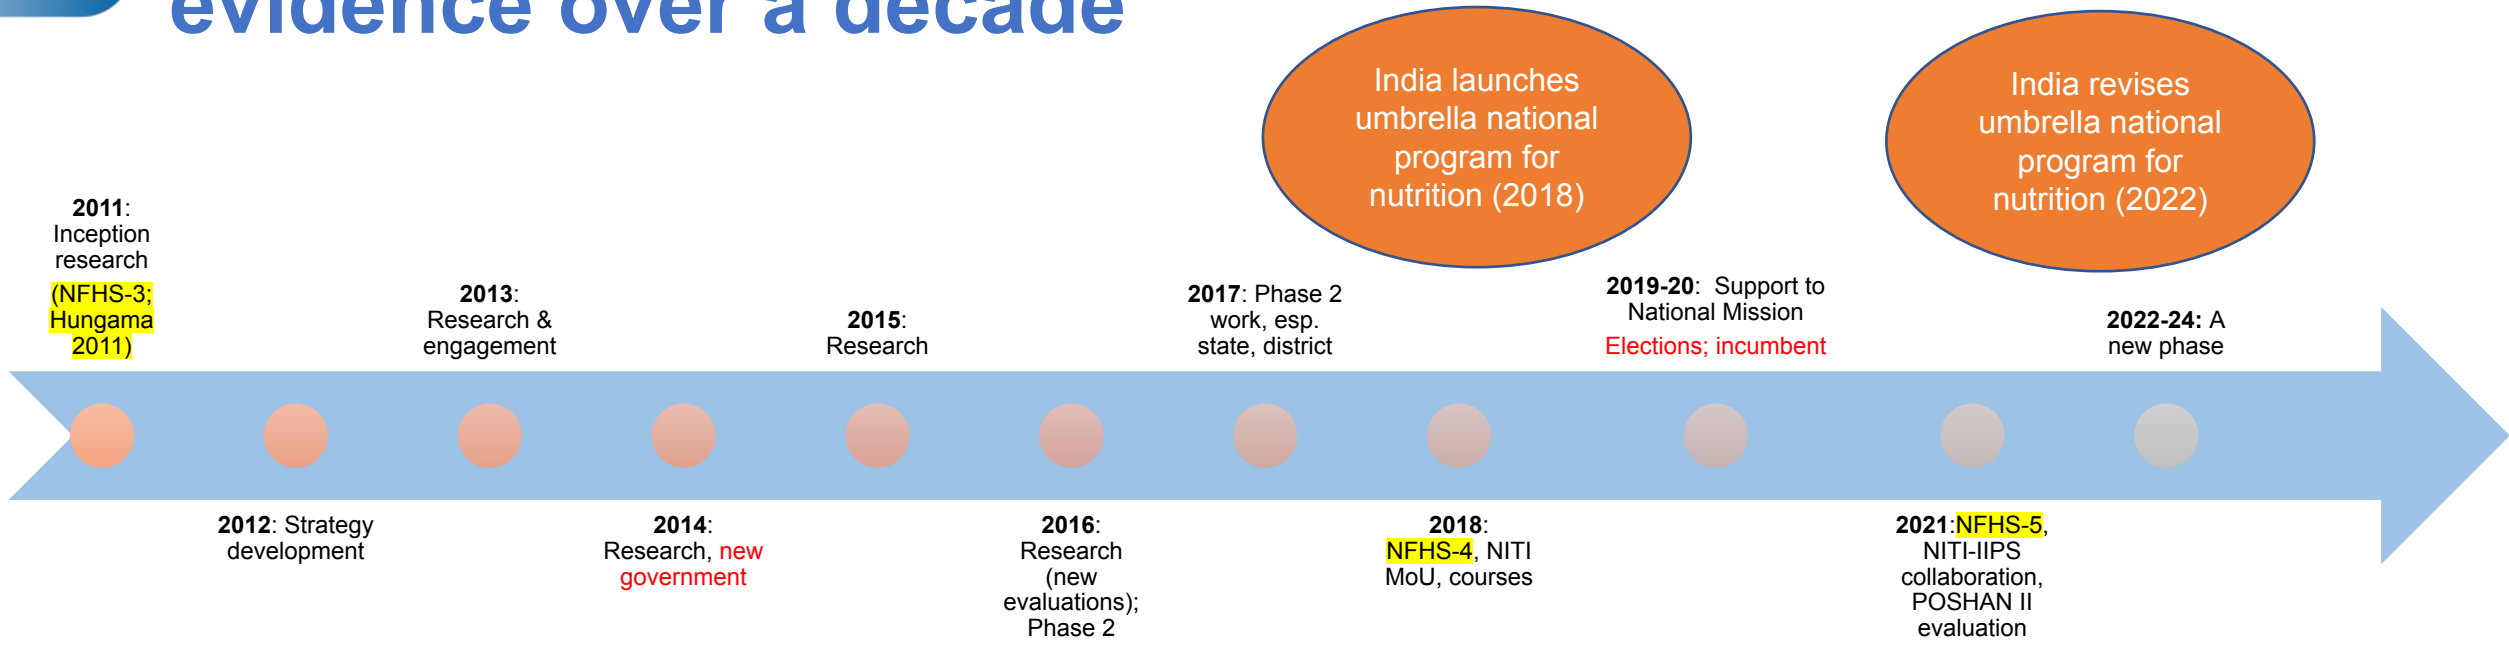 evidence over a decade
India launches
umbrella national
program for
nutrition (2018)
India revises
umbrella national
program for
nutrition (2022)
2011:
Inception
research
(NFHS-3;
Hungama
2011)
2013:
Research &
engagement
2015:
Research
2017: Phase 2
work, esp.
state, district
2019-20:  Support to
National Mission
Elections; incumbent
2022-24: A
new phase
2012: Strategy
development
2014:
Research, new
government
2016:
Research
(new
evaluations);
Phase 2
2018:
NFHS-4, NITI
MoU, courses
2021:NFHS-5,
NITI-IIPS
collaboration,
POSHAN II
evaluation